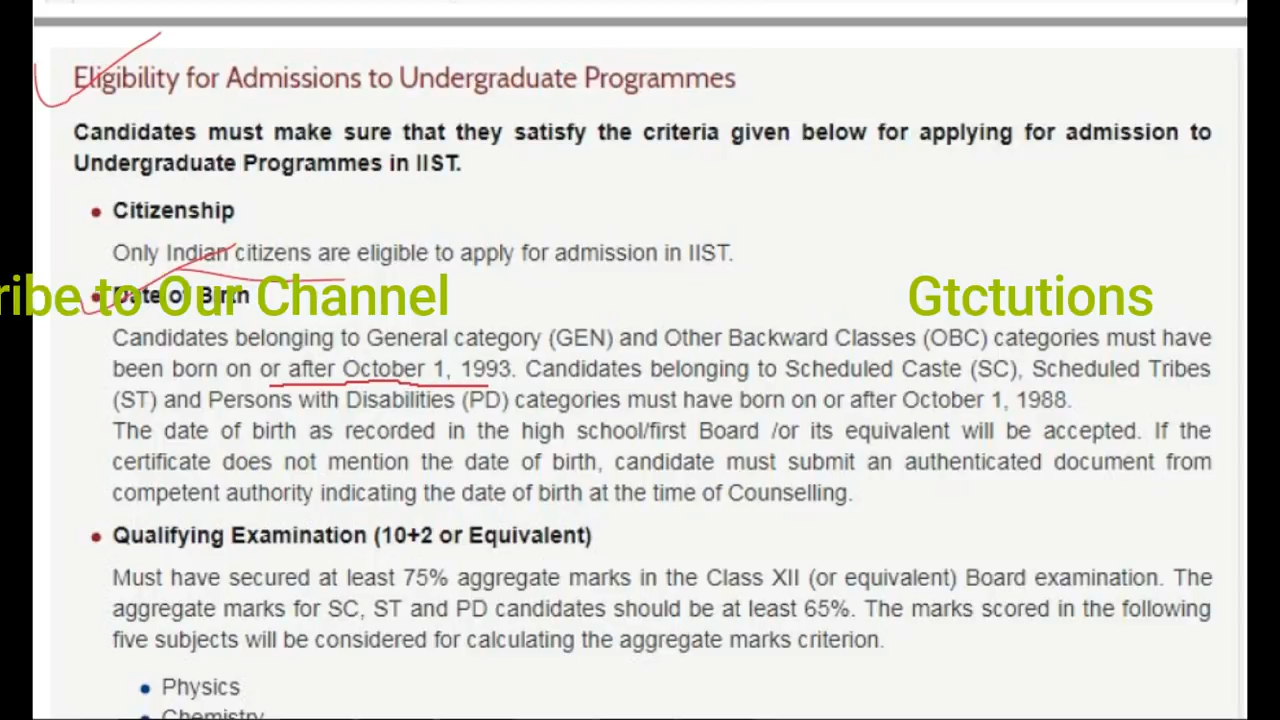 Eligibility for Admissions to Undergraduate Programmes
Candidates must make sure that they satisfy the criteria given below for applying for admission to
Undergraduate Programmes in IIST.
Citizenship
Only Indian citizens are eligible to apply for admission in IIST.
ribe to Our Channel Gtctutions
Date of Birth
Candidates belonging to General category (GEN) and Other Backward Classes (OBC) categories must have
been born on or after October 1, 1993. Candidates belonging to Scheduled Caste (SC), Scheduled Tribes
(ST) and Persons with Disabilities (PD) categories must have born on or after October 1, 1988.
The date of birth as recorded in the high school/first Board /or its equivalent will be accepted. If the
certificate does not mention the date of birth, candidate must submit an authenticated document from
competent authority indicating the date of birth at the time of Counselling.
Qualifying Examination (10+2 or Equivalent)
Must have secured at least 75% aggregate marks in the Class XII (or equivalent) Board examination. The
aggregate marks for SC, ST and PD candidates should be at least 65%. The marks scored in the following
five subjects will be considered for calculating the aggregate marks criterion.
Physics
Chemistry